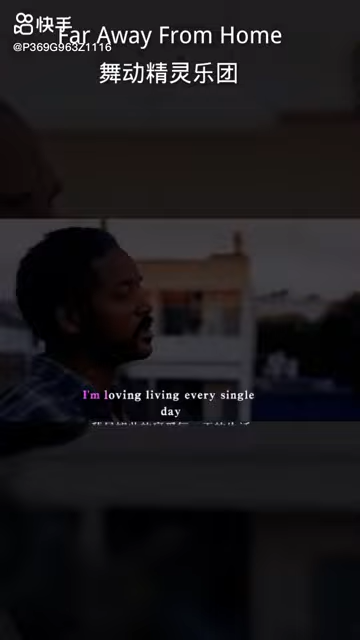 快手
Far Away From Home
@P369G963Z1116
舞动精灵乐团
I'm loving living every single
day